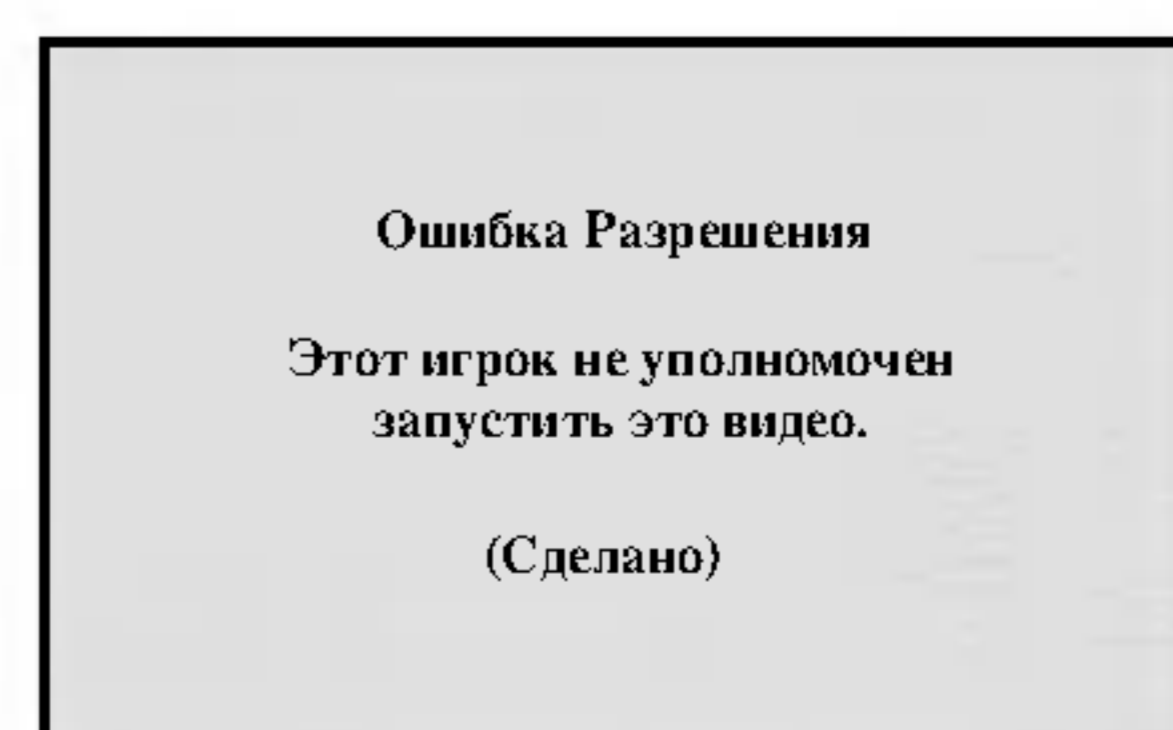 Ошибка Разрешения
Этот игрок не уполномочен
запустить это видео.
(Сделано)